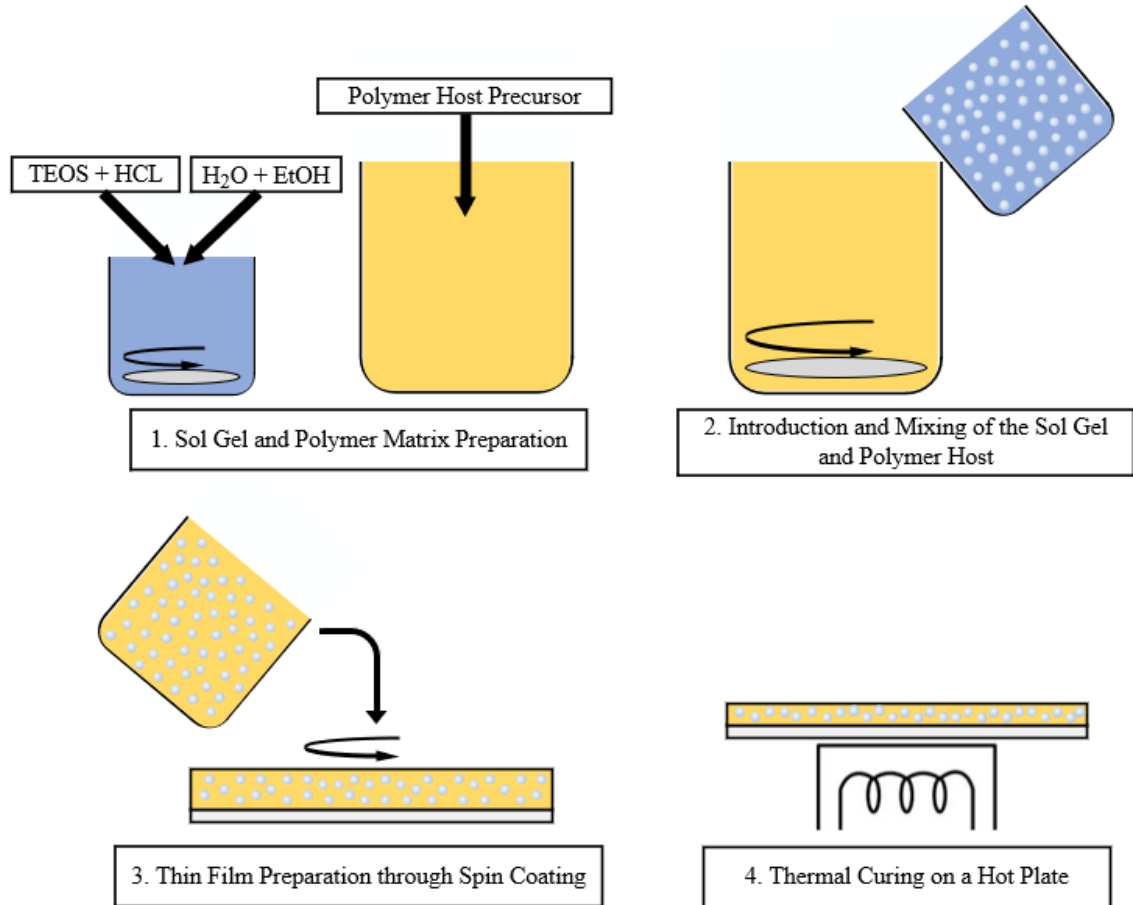 Polymer Host Precursor
TEOS + HCL
H₂O + EtOH
1. Sol Gel and Polymer Matrix Preparation
2. Introduction and Mixing of the Sol Gel
and Polymer Host
3. Thin Film Preparation through Spin Coating
4. Thermal Curing on a Hot Plate